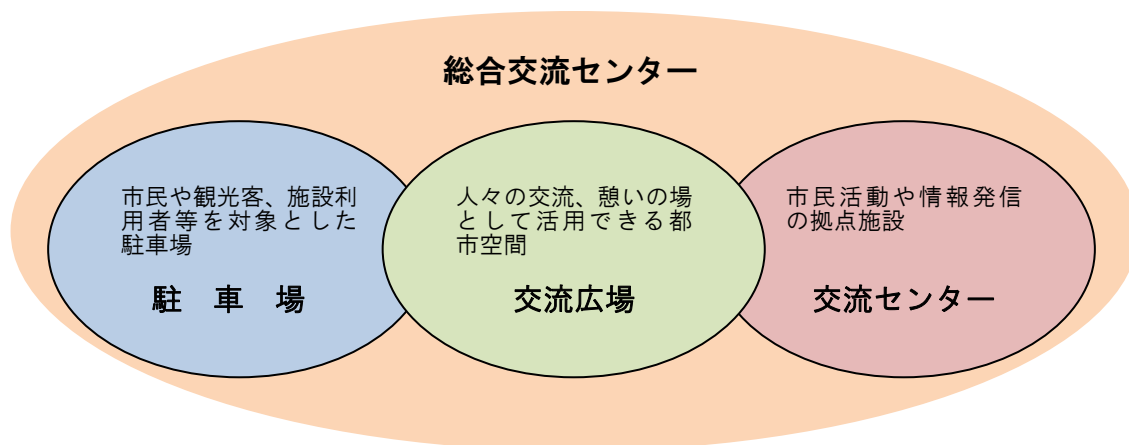 総合交流センター
市民や観光客、施設利
用者等を対象とした
駐車場
駐　車　場
人々の交流、憩いの場
として活用できる都
市空間
交流広場
市民活動や情報発信
の拠点施設
交流センター